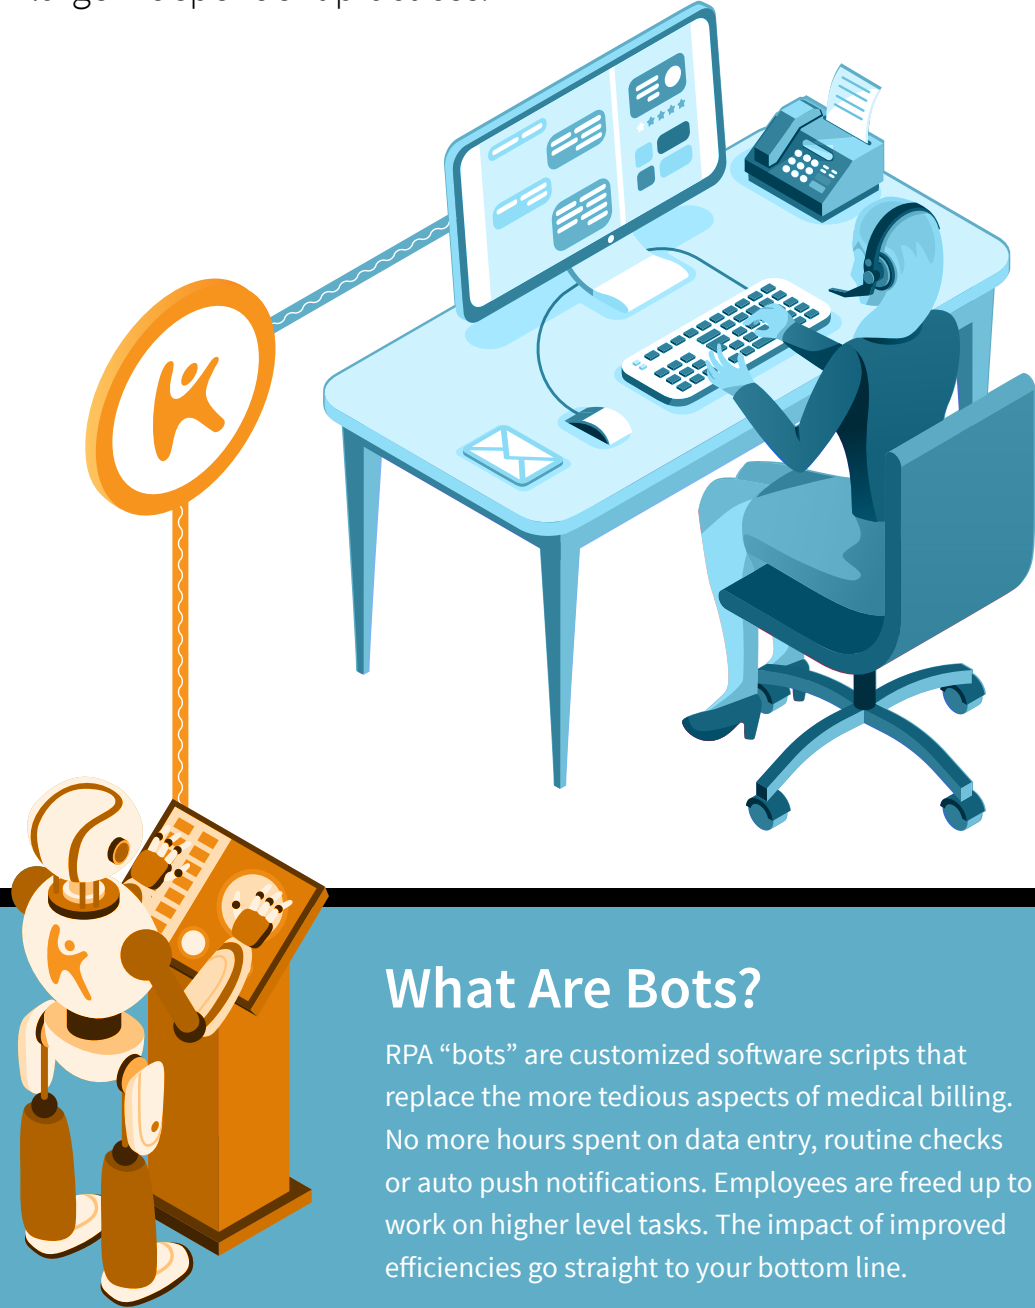 What Are Bots?
RPA “bots” are customized software scripts that
replace the more tedious aspects of medical billing.
No more hours spent on data entry, routine checks
or auto push notifications. Employees are freed up to
work on higher level tasks. The impact of improved
efficiencies go straight to your bottom line.